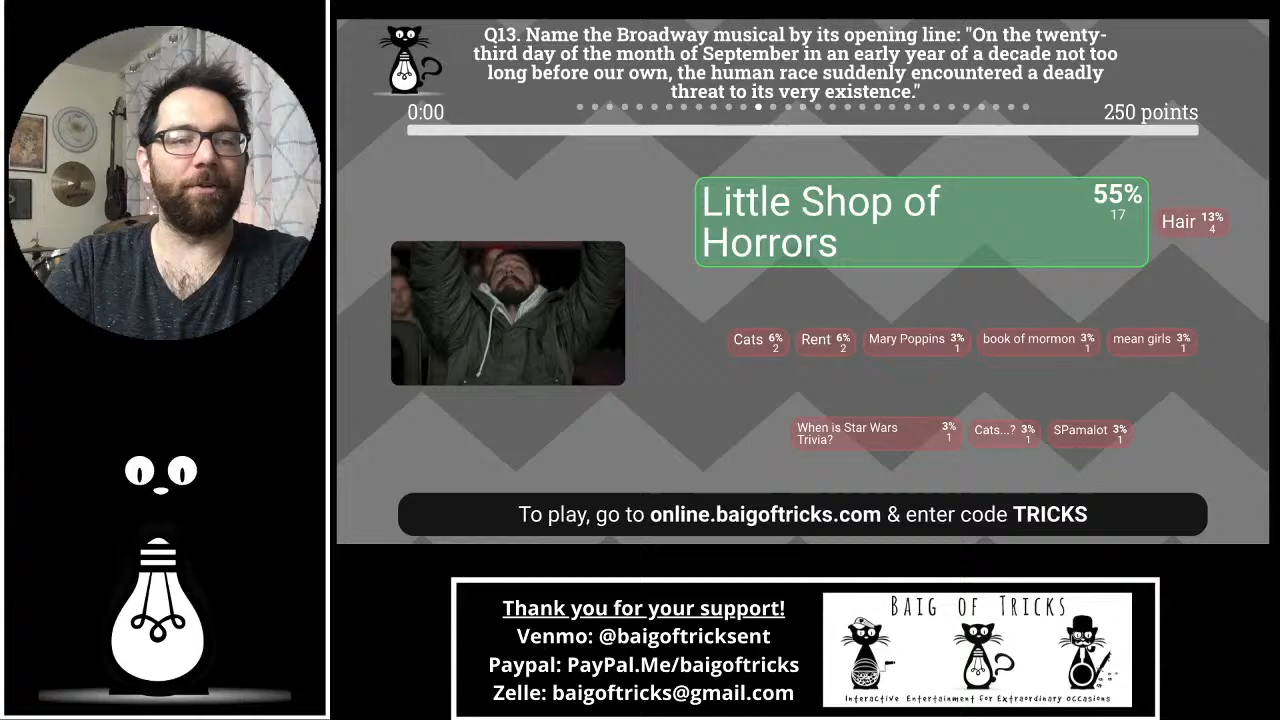 Q13. Name the Broadway musical by its opening line: "On the twenty-
third day of the month of September in an early year of a decade not too
long before our own, the human race suddenly encountered a deadly
threat to its very existence."
0:00
250 points
Little Shop of
Horrors
55%
17
Hair 13%
4
Cats 6%
2
Rent 6%
2
Mary Poppins 3%
1
book of mormon 3%
1
mean girls 3%
1
When is Star Wars
Trivia?
3%
1
Cats...? 3%
1
SPamalot 3%
1
To play, go to online.baigoftricks.com & enter code TRICKS
Thank you for your support!
Venmo: @baigoftricksent
Paypal: PayPal.Me/baigoftricks
Zelle: baigoftricks@gmail.com
BAIG OF TRICKS
Interactive Entertainment for Extraordinary occasions